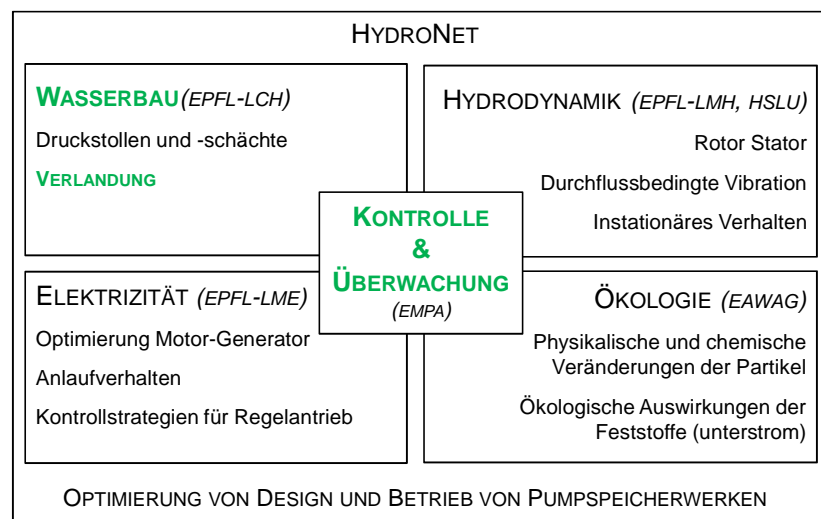 HYDRONET
WASSERBAU (EPFL-LCH)
Druckstollen und -schächte
VERLANDUNG
HYDRODYNAMIK (EPFL-LMH, HSLU)
Rotor Stator
Durchflussbedingte Vibration
Instationäres Verhalten
KONTROLLE
&
ÜBERWACHUNG
(EMPA)
ELEKTRIZITÄT (EPFL-LME)
Optimierung Motor-Generator
Anlaufverhalten
Kontrollstrategien für Regelantrieb
ÖKOLOGIE (EAWAG)
Physikalische und chemische
Veränderungen der Partikel
Ökologische Auswirkungen der
Feststoffe (unterstrom)
OPTIMIERUNG VON DESIGN UND BETRIEB VON PUMPSPEICHERWERKEN